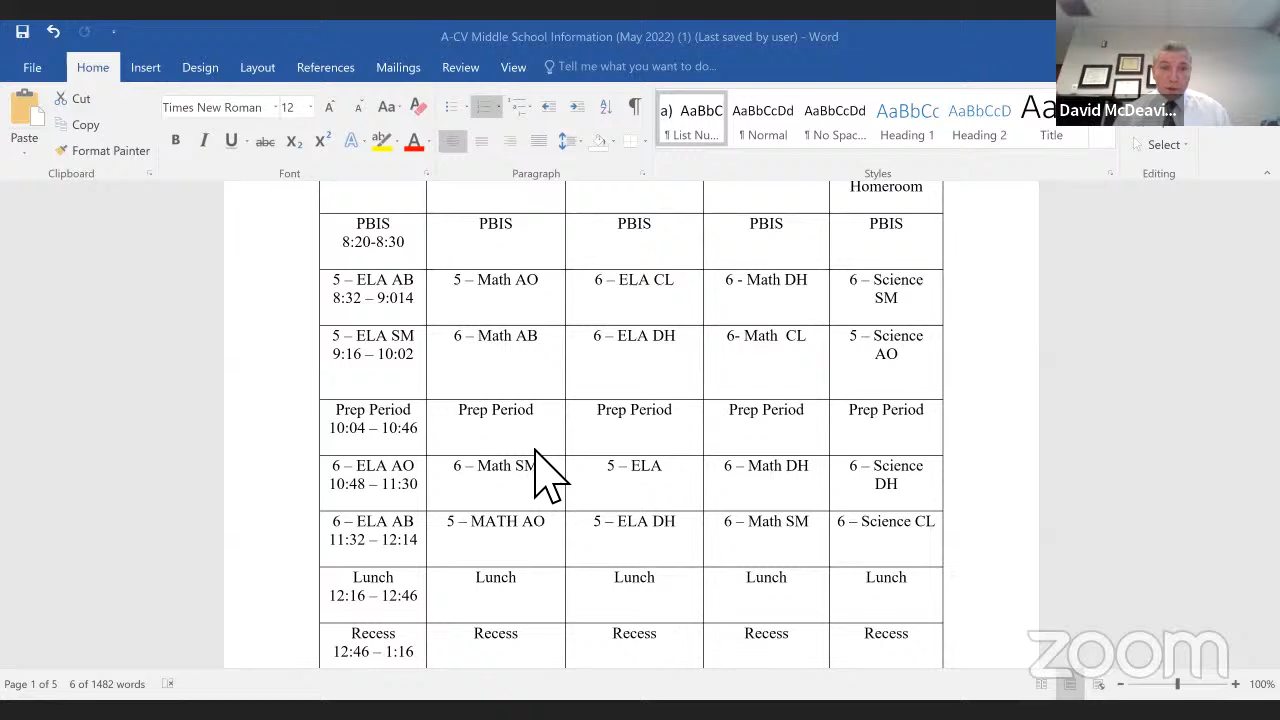 A-CV Middle School Information (May 2022) (1) (Last saved by user) - Word
File Home Insert Design Layout References Mailings Review View Tell me what you want to do...
David McDeavi...
Paste Cut Copy Format Painter
Times New Roman 12
B I U abc X2 X2 A ab A
a) AaBbC AaBbCcDd AaBbCcDd AaBbCc AaBbCcD Aa
¶ List Nu... ¶ Normal ¶ No Spac... Heading 1 Heading 2 Title
Select
Clipboard Font Paragraph Styles Editing
Homeroom
PBIS PBIS PBIS PBIS PBIS
8:20-8:30
5 – ELA AB 5 – Math AO 6 – ELA CL 6 - Math DH 6 – Science
8:32 – 9:014 SM
5 – ELA SM 6 – Math AB 6 – ELA DH 6- Math CL 5 – Science
9:16 – 10:02 AO
Prep Period Prep Period Prep Period Prep Period Prep Period
10:04 – 10:46
6 – ELA AO 6 – Math SM 5 – ELA 6 – Math DH 6 – Science
10:48 – 11:30 DH
6 – ELA AB 5 – MATH AO 5 – ELA DH 6 – Math SM 6 – Science CL
11:32 – 12:14
Lunch Lunch Lunch Lunch Lunch
12:16 – 12:46
Recess Recess Recess Recess Recess
12:46 – 1:16
zoom
Page 1 of 5 6 of 1482 words 100%